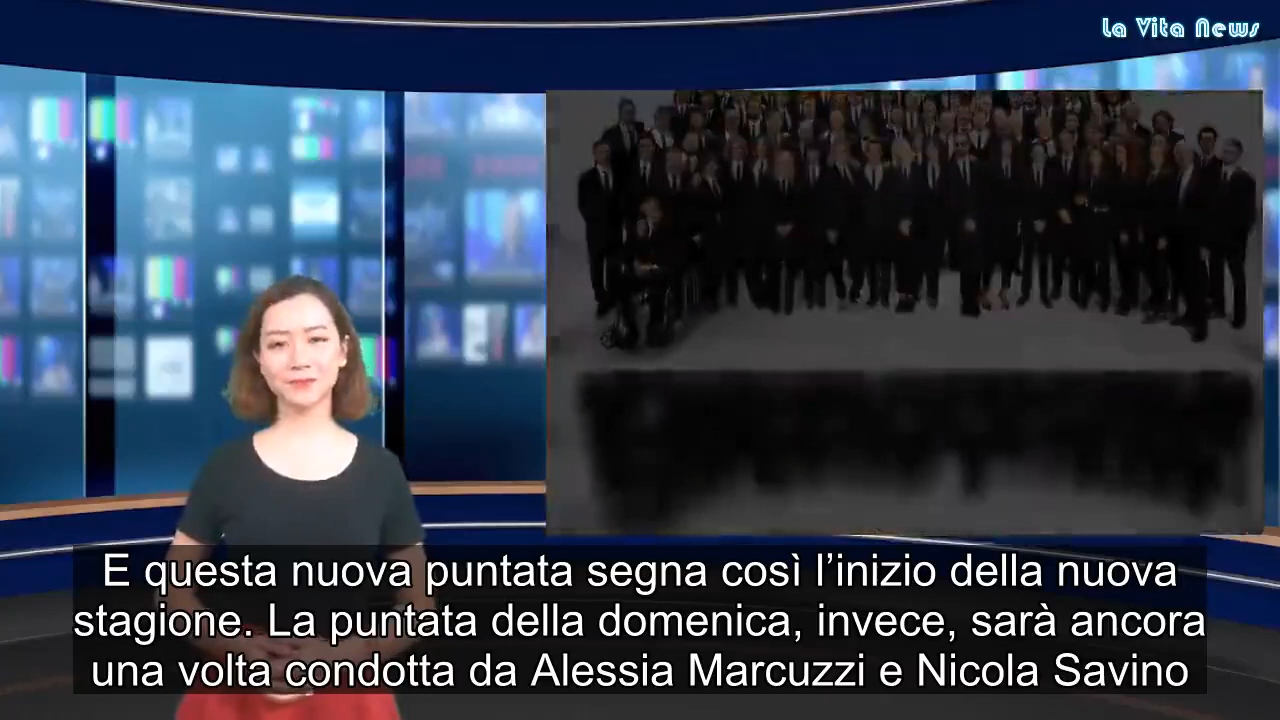 La Vita News
E questa nuova puntata segna così l’inizio della nuova
stagione. La puntata della domenica, invece, sarà ancora
una volta condotta da Alessia Marcuzzi e Nicola Savino